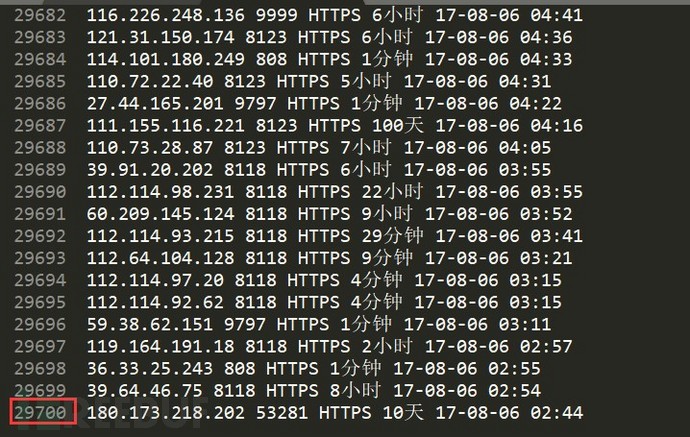 29682 116.226.248.136 9999 HTTPS 6小时 17-08-06 04:41
29683 121.31.150.174 8123 HTTPS 6小时 17-08-06 04:36
29684 114.101.180.249 808 HTTPS 1分钟 17-08-06 04:33
29685 110.72.22.40 8123 HTTPS 5小时 17-08-06 04:31
29686 27.44.165.201 9797 HTTPS 1分钟 17-08-06 04:22
29687 111.155.116.221 8123 HTTPS 100天 17-08-06 04:16
29688 110.73.28.87 8123 HTTPS 7小时 17-08-06 04:05
29689 39.91.20.202 8118 HTTPS 6小时 17-08-06 03:55
29690 112.114.98.231 8118 HTTPS 22小时 17-08-06 03:55
29691 60.209.145.124 8118 HTTPS 9小时 17-08-06 03:52
29692 112.114.93.215 8118 HTTPS 29分钟 17-08-06 03:41
29693 112.64.104.128 8118 HTTPS 9分钟 17-08-06 03:21
29694 112.114.97.20 8118 HTTPS 4分钟 17-08-06 03:15
29695 112.114.92.62 8118 HTTPS 4分钟 17-08-06 03:15
29696 59.38.62.151 9797 HTTPS 1分钟 17-08-06 03:11
29697 119.164.191.18 8118 HTTPS 2小时 17-08-06 02:57
29698 36.33.25.243 808 HTTPS 1分钟 17-08-06 02:55
29699 39.64.46.75 8118 HTTPS 8小时 17-08-06 02:54
29700 180.173.218.202 53281 HTTPS 10天 17-08-06 02:44